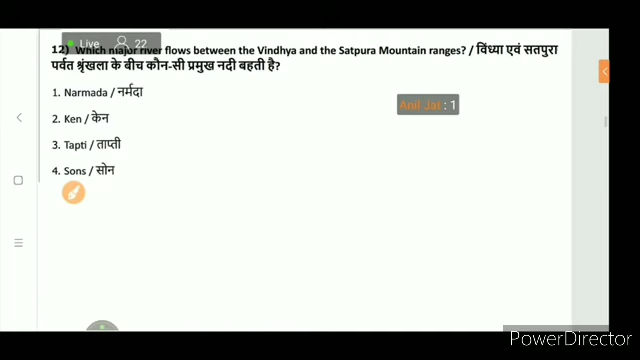 Live 22
12) Which major river flows between the Vindhya and the Satpura Mountain ranges? / विंध्या एवं सतपुरा
पर्वत श्रृंखला के बीच कौन-सी प्रमुख नदी बहती है?
1. Narmada / नर्मदा
Anil Jat : 1
2. Ken / केन
3. Tapti / ताप्ती
4. Sons / सोन
PowerDirector